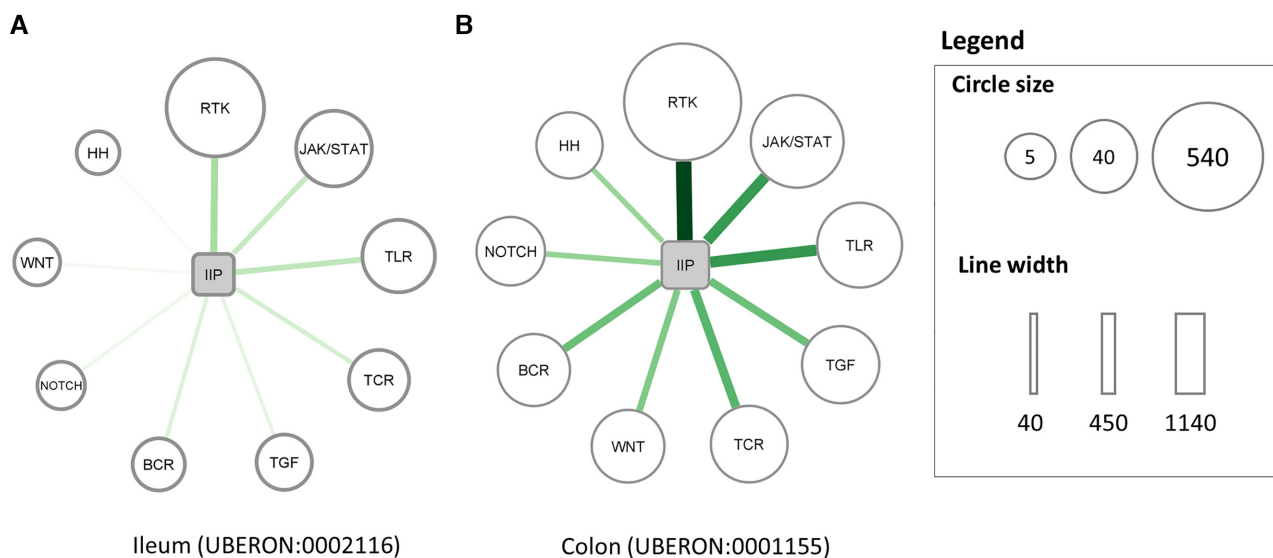 A
RTK
JAK/STAT
HH
TLR
WNT
IIP
TCR
NOTCH
BCR
TGF
Ileum (UBERON:0002116)
B
RTK
JAK/STAT
HH
TLR
NOTCH
IIP
TGF
BCR
TCR
WNT
Colon (UBERON:0001155)
Legend
Circle size
5 40 540
Line width
40 450 1140